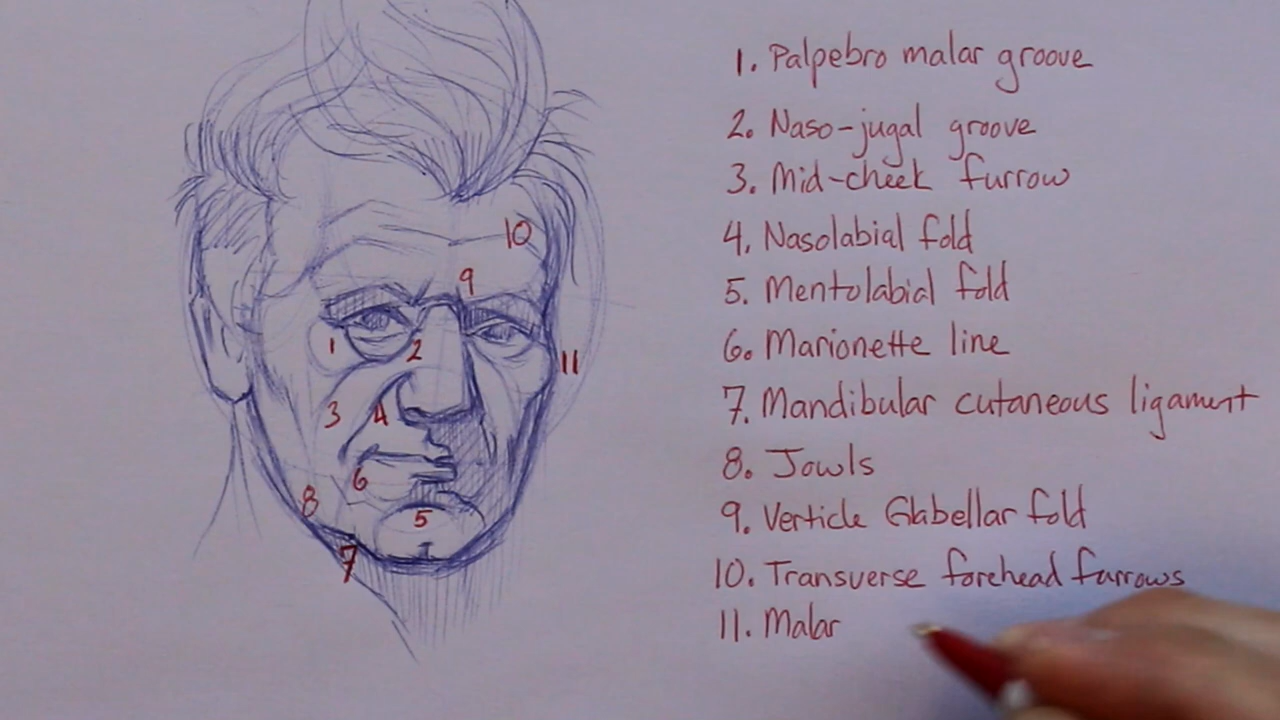 1. Palpebro malar groove
2. Naso-jugal groove
3. Mid-cheek furrow
4. Nasolabial fold
5. Mentolabial fold
6. Marionette line
7. Mandibular cutaneous ligament
8. Jowls
9. Verticle Glabellar fold
10. Transverse forehead furrows
11. Malar
10
9
1
2
11
3
4
6
8
5
7